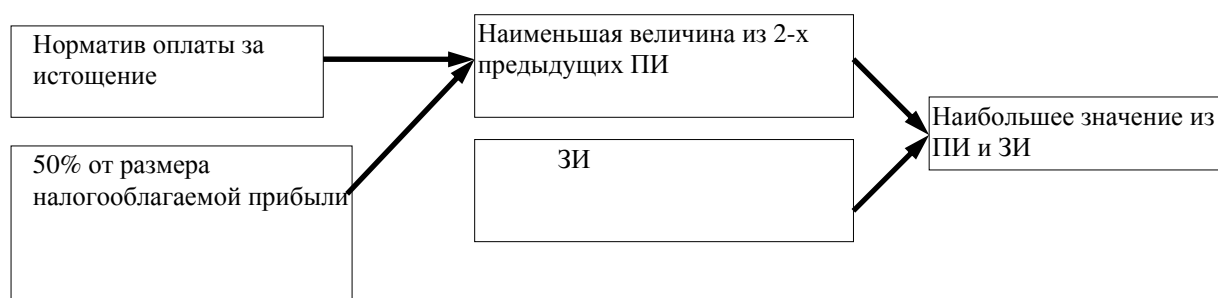 Норматив оплаты за
истощение
50% от размера
налогооблагаемой прибыли
Наименьшая величина из 2-х
предыдущих ПИ
ЗИ
Наибольшее значение из
ПИ и ЗИ